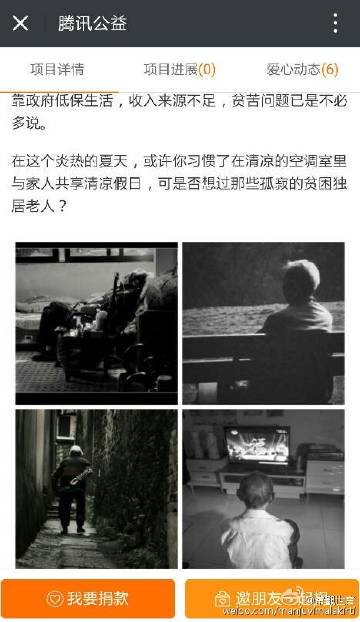 腾讯公益
项目详情 项目进展(0) 爱心动态(6)
靠政府低保生活，收入来源不足，贫苦问题已是不必
多说。
在这个炎热的夏天，或许你习惯了在清凉的空调室里
与家人共享清凉假日，可是否想过那些孤寂的贫困独
居老人？
我要捐款 邀朋友一起捐